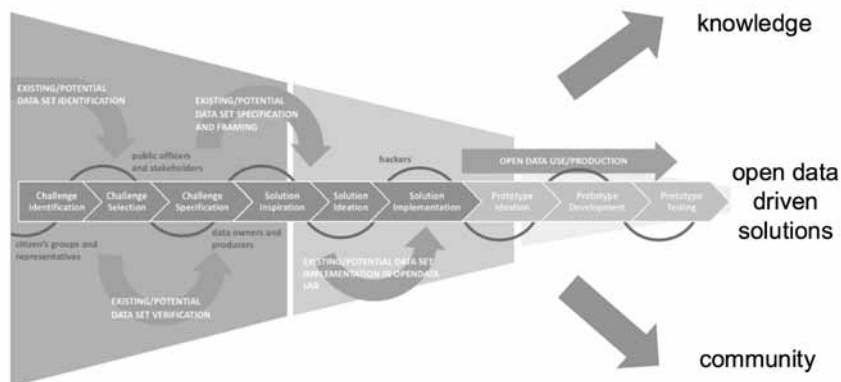 knowledge
EXISTING/POTENTIAL
DATA SET IDENTIFICATION
EXISTING/POTENTIAL
DATA SET SPECIFICATION
AND FRAMING
public officers
and stakeholders
hackers
OPEN DATA USE/PRODUCTION
Challenge
Identification
Challenge
Selection
Challenge
Specification
Solution
Inspiration
Solution
Ideation
Solution
Implementation
Prototype
Ideation
Prototype
Development
Prototype
Testing
open data
driven
solutions
citizen's groups and
representatives
data owners and
producers
EXISTING/POTENTIAL DATA SET
IMPLEMENTATION IN OPENDATA
LAB
EXISTING/POTENTIAL
DATA SET VERIFICATION
community